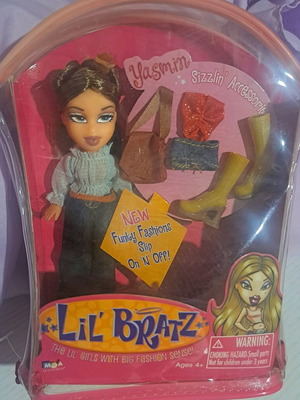 Yasmin
Sizzlin' Accessories
NEW
Funky Fashions
Slip
On N' Off!
LIL' BRATZ
THE LIL' GIRLS WITH BIG FASHION SENSE!
MGA
Ages 4+
WARNING:
CHOKING HAZARD-Small parts
Not for children under 3 years